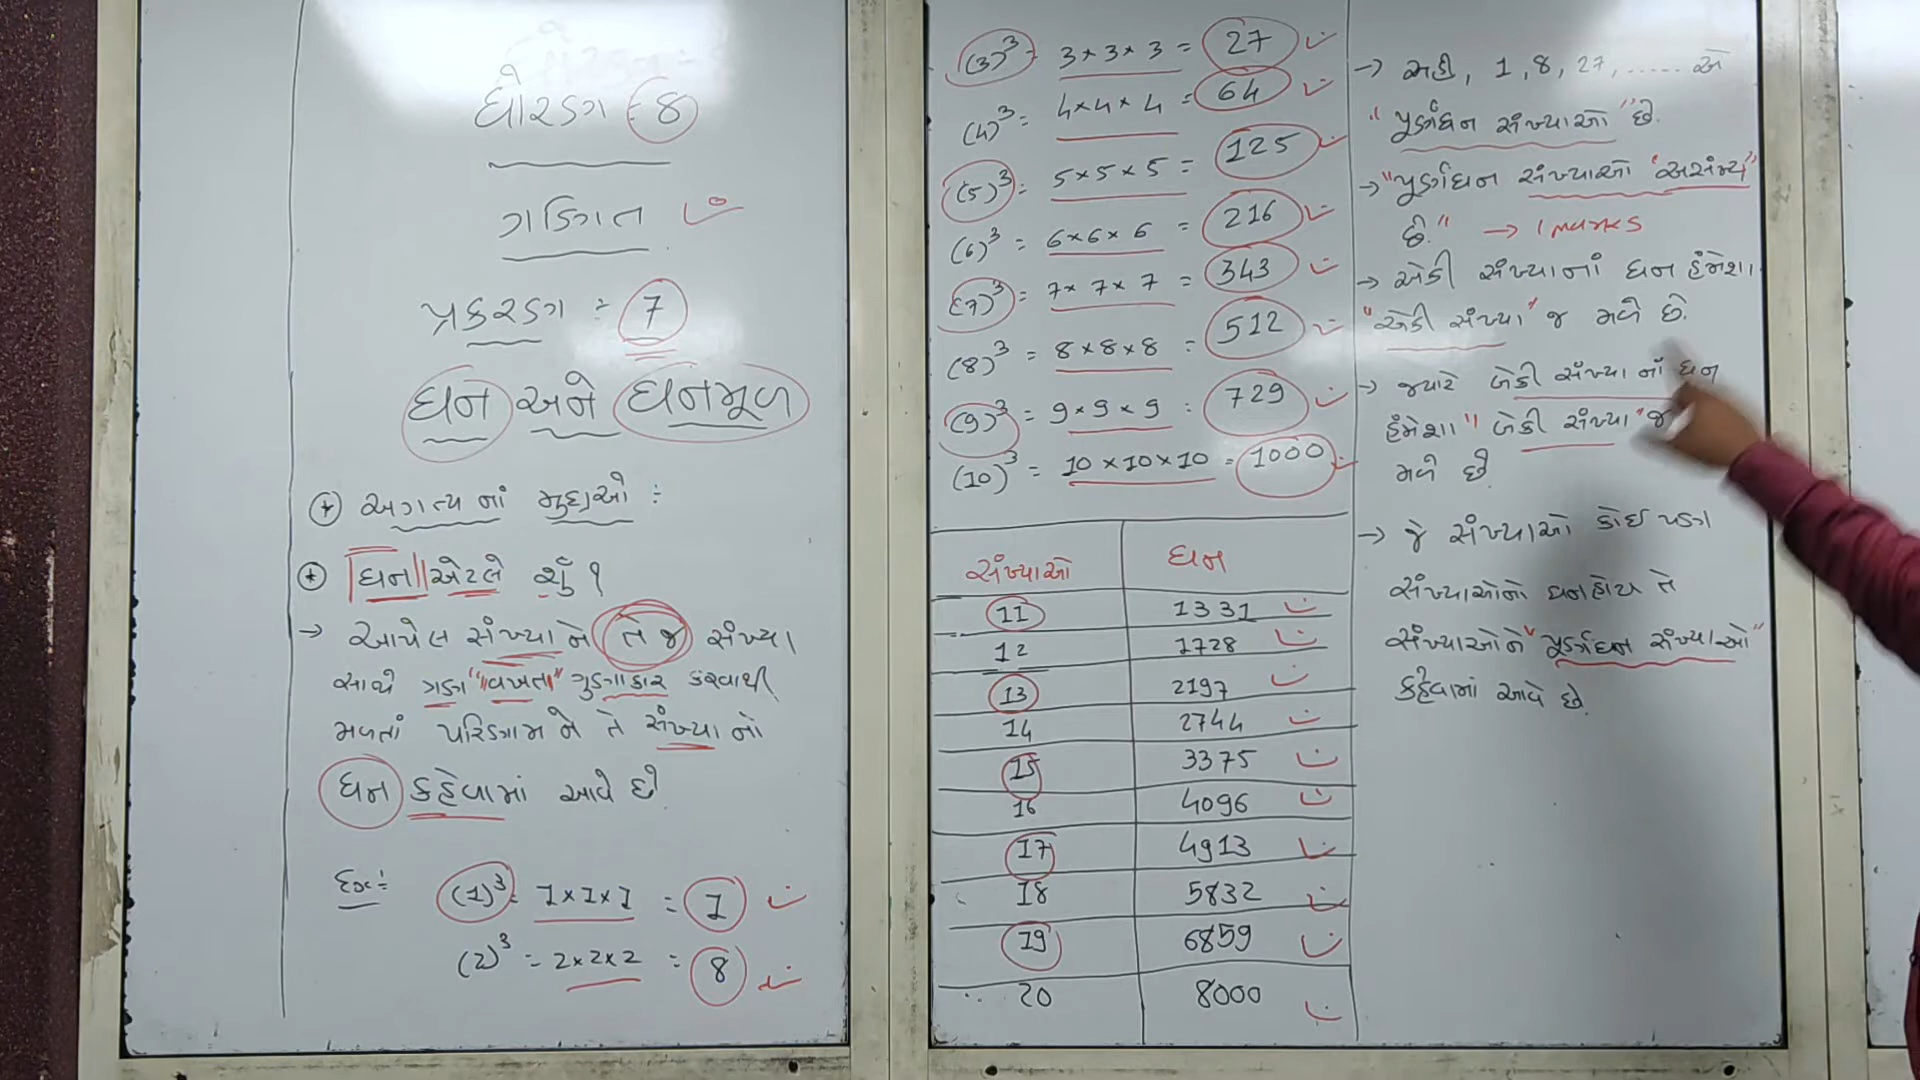 ધોરણ : 8
ગણિત
પ્રકરણ : 7
ઘન અને ઘનમૂળ
* અગત્ય નાં મુદ્દાઓ :
* ઘન એટલે શું ?
→ આપેલ સંખ્યાને તે જ સંખ્યા
સાથે ત્રણ "વખત" ગુણાકાર કરવાથી
મળતાં પરિણામ ને તે સંખ્યા નો
ઘન કહેવામાં આવે છે.
Ex:
(1)³ = 1×1×1 = 1
(2)³ = 2×2×2 = 8
(3)³ = 3×3×3 = 27
(4)³ = 4×4×4 = 64
(5)³ = 5×5×5 = 125
(6)³ = 6×6×6 = 216
(7)³ = 7×7×7 = 343
(8)³ = 8×8×8 = 512
(9)³ = 9×9×9 = 729
(10)³ = 10×10×10 = 1000
સંખ્યાઓ ઘન
11 1331
12 1728
13 2197
14 2744
15 3375
16 4096
17 4913
18 5832
19 6859
20 8000
→ અહીં, 1, 8, 27, ...... એ
"પૂર્ણઘન સંખ્યાઓ" છે.
→ "પૂર્ણઘન સંખ્યાઓ 'અસંખ્ય'
છે." → 1 marks
→ એકી સંખ્યાનાં ઘન હંમેશા
"એકી સંખ્યા" જ મળે છે.
→ જ્યારે બેકી સંખ્યા નાં ઘન
હંમેશા "બેકી સંખ્યા" જ
મળે છે.
→ જે સંખ્યાઓ કોઈ પણ
સંખ્યાઓનો ઘન હોય તે
સંખ્યાઓને "પૂર્ણઘન સંખ્યાઓ"
કહેવામાં આવે છે.